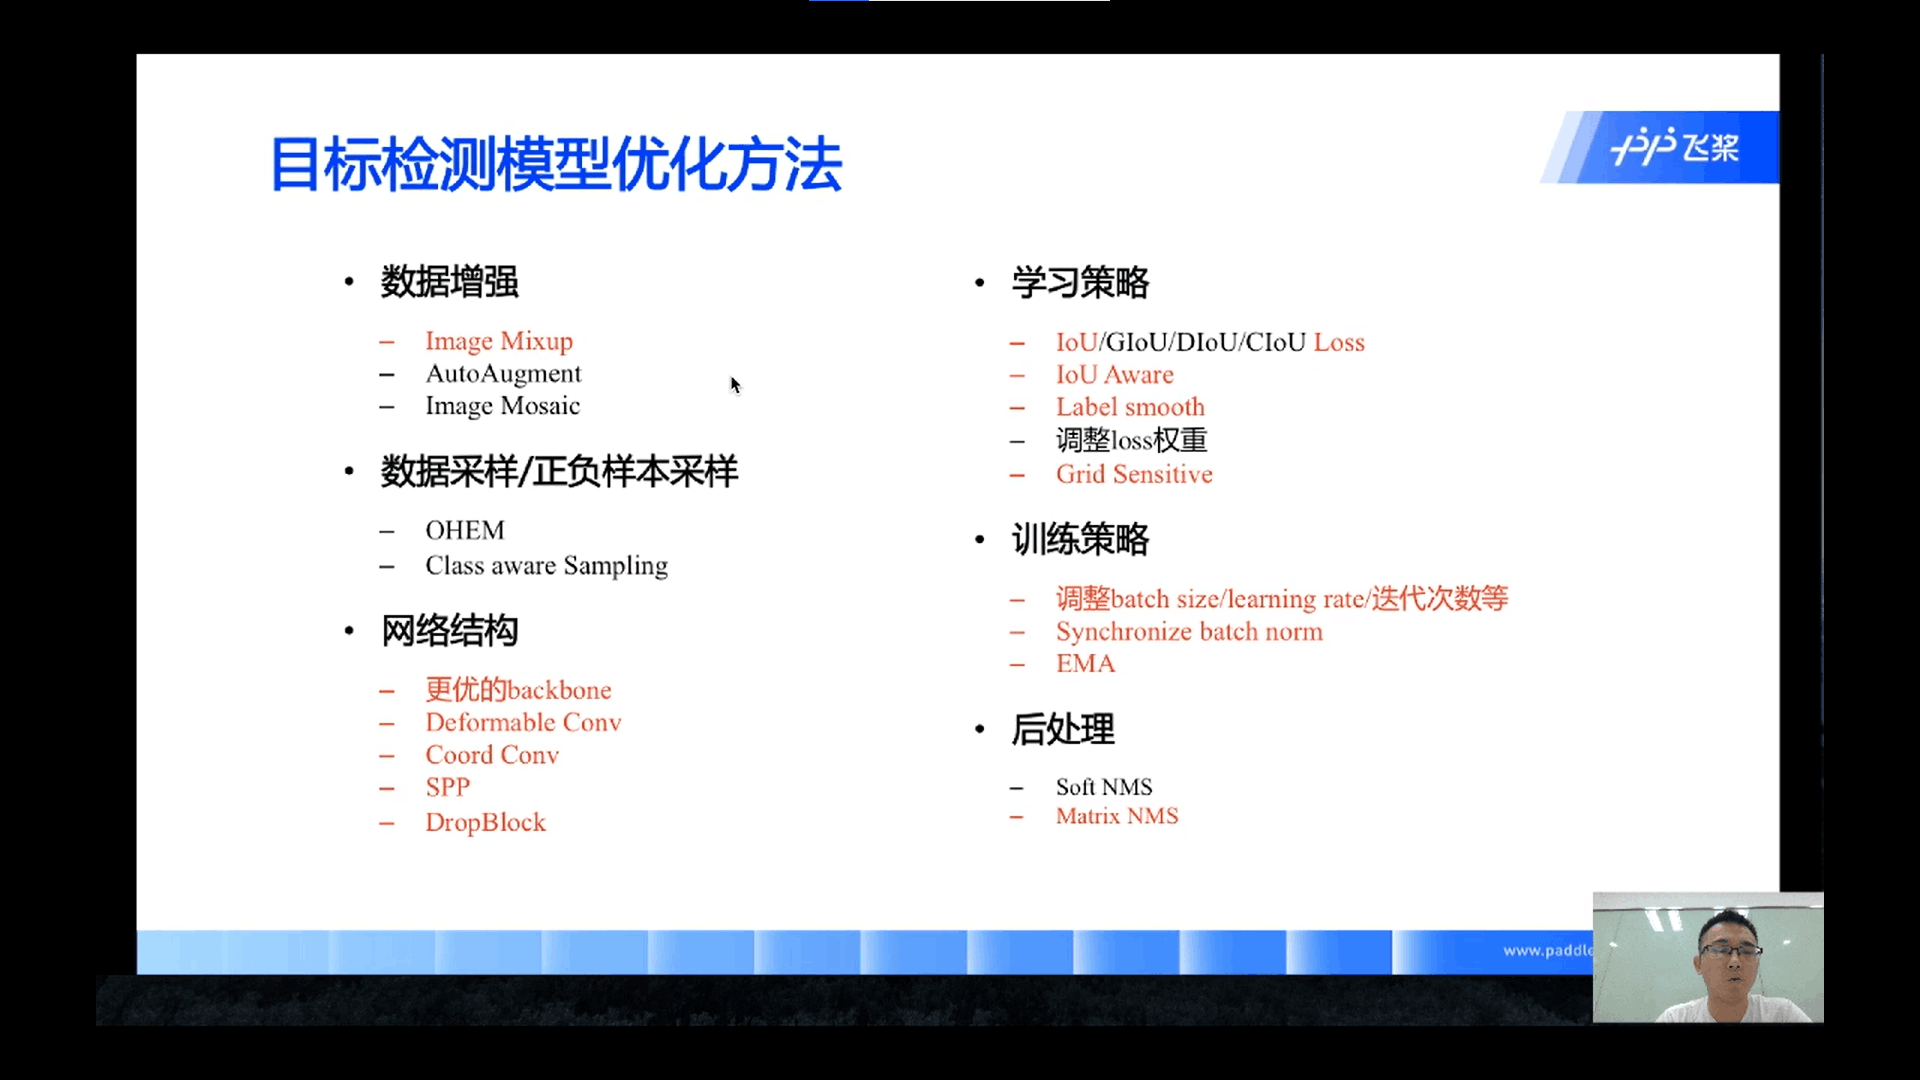 目标检测模型优化方法
飞桨
• 数据增强
– Image Mixup
– AutoAugment
– Image Mosaic
• 数据采样/正负样本采样
– OHEM
– Class aware Sampling
• 网络结构
– 更优的backbone
– Deformable Conv
– Coord Conv
– SPP
– DropBlock
• 学习策略
– IoU/GIoU/DIoU/CIoU Loss
– IoU Aware
– Label smooth
– 调整loss权重
– Grid Sensitive
• 训练策略
– 调整batch size/learning rate/迭代次数等
– Synchronize batch norm
– EMA
• 后处理
– Soft NMS
– Matrix NMS
www.paddle